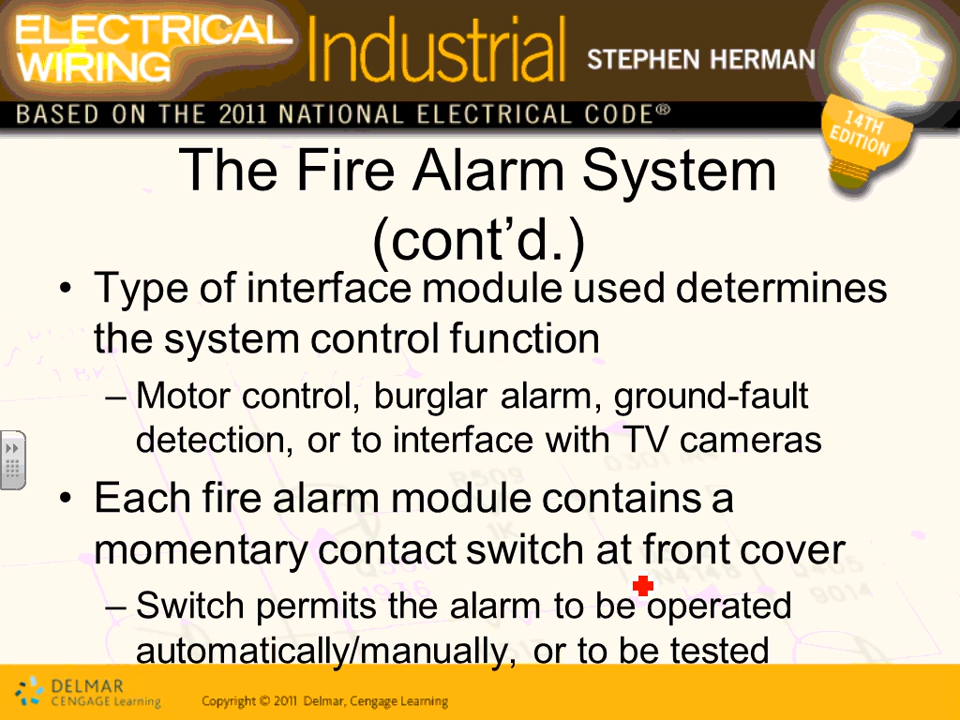 ELECTRICAL
WIRING
Industrial
STEPHEN HERMAN
BASED ON THE 2011 NATIONAL ELECTRICAL CODE®
14TH
EDITION
The Fire Alarm System
(cont’d.)
• Type of interface module used determines
the system control function
– Motor control, burglar alarm, ground-fault
detection, or to interface with TV cameras
• Each fire alarm module contains a
momentary contact switch at front cover
– Switch permits the alarm to be operated
automatically/manually, or to be tested
DELMAR
CENGAGE Learning
Copyright © 2011 Delmar, Cengage Learning